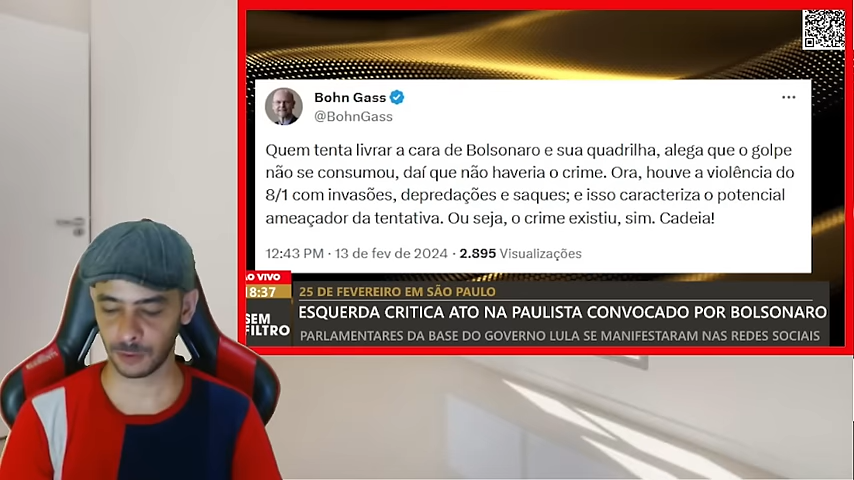 Bohn Gass
@BohnGass
Quem tenta livrar a cara de Bolsonaro e sua quadrilha, alega que o golpe
não se consumou, daí que não haveria o crime. Ora, houve a violência do
8/1 com invasões, depredações e saques; e isso caracteriza o potencial
ameaçador da tentativa. Ou seja, o crime existiu, sim. Cadeia!
12:43 PM · 13 de fev de 2024 · 2.895 Visualizações
AO VIVO
18:37
25 DE FEVEREIRO EM SÃO PAULO
SEM
FILTRO
ESQUERDA CRITICA ATO NA PAULISTA CONVOCADO POR BOLSONARO
PARLAMENTARES DA BASE DO GOVERNO LULA SE MANIFESTARAM NAS REDES SOCIAIS